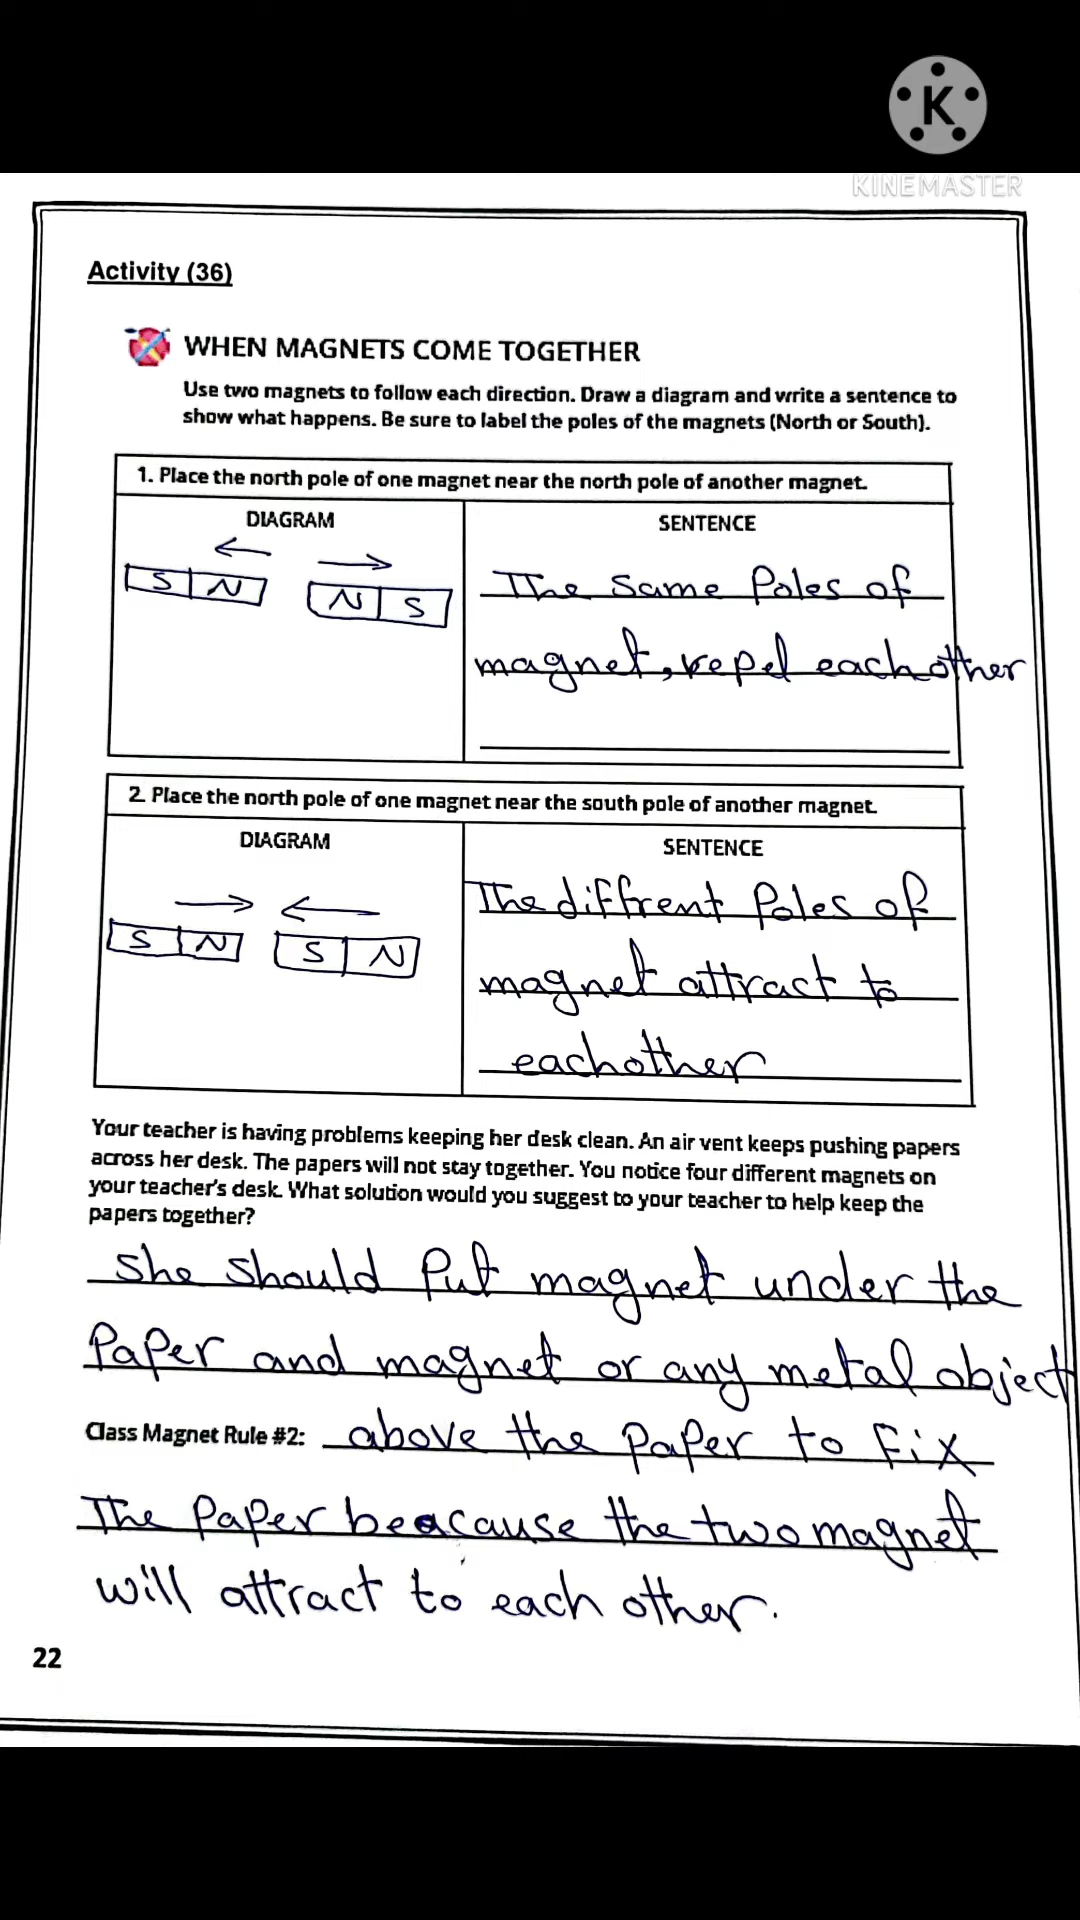 K
KINEMASTER
Activity (36)
WHEN MAGNETS COME TOGETHER
Use two magnets to follow each direction. Draw a diagram and write a sentence to
show what happens. Be sure to label the poles of the magnets (North or South).
1. Place the north pole of one magnet near the north pole of another magnet.
DIAGRAM
S N
N S
SENTENCE
The same Poles of
magnet, repel eachother
2. Place the north pole of one magnet near the south pole of another magnet.
DIAGRAM
S N
S N
SENTENCE
The diffrent Poles of
magnet attract to
eachother
Your teacher is having problems keeping her desk clean. An air vent keeps pushing papers
across her desk. The papers will not stay together. You notice four different magnets on
your teacher's desk. What solution would you suggest to your teacher to help keep the
papers together?
She should Put magnet under the
PaPer and magnet or any metal object
Class Magnet Rule #2: above the PaPer to Fix
The PaPer beacause the two magnet
will attract to each other.
22